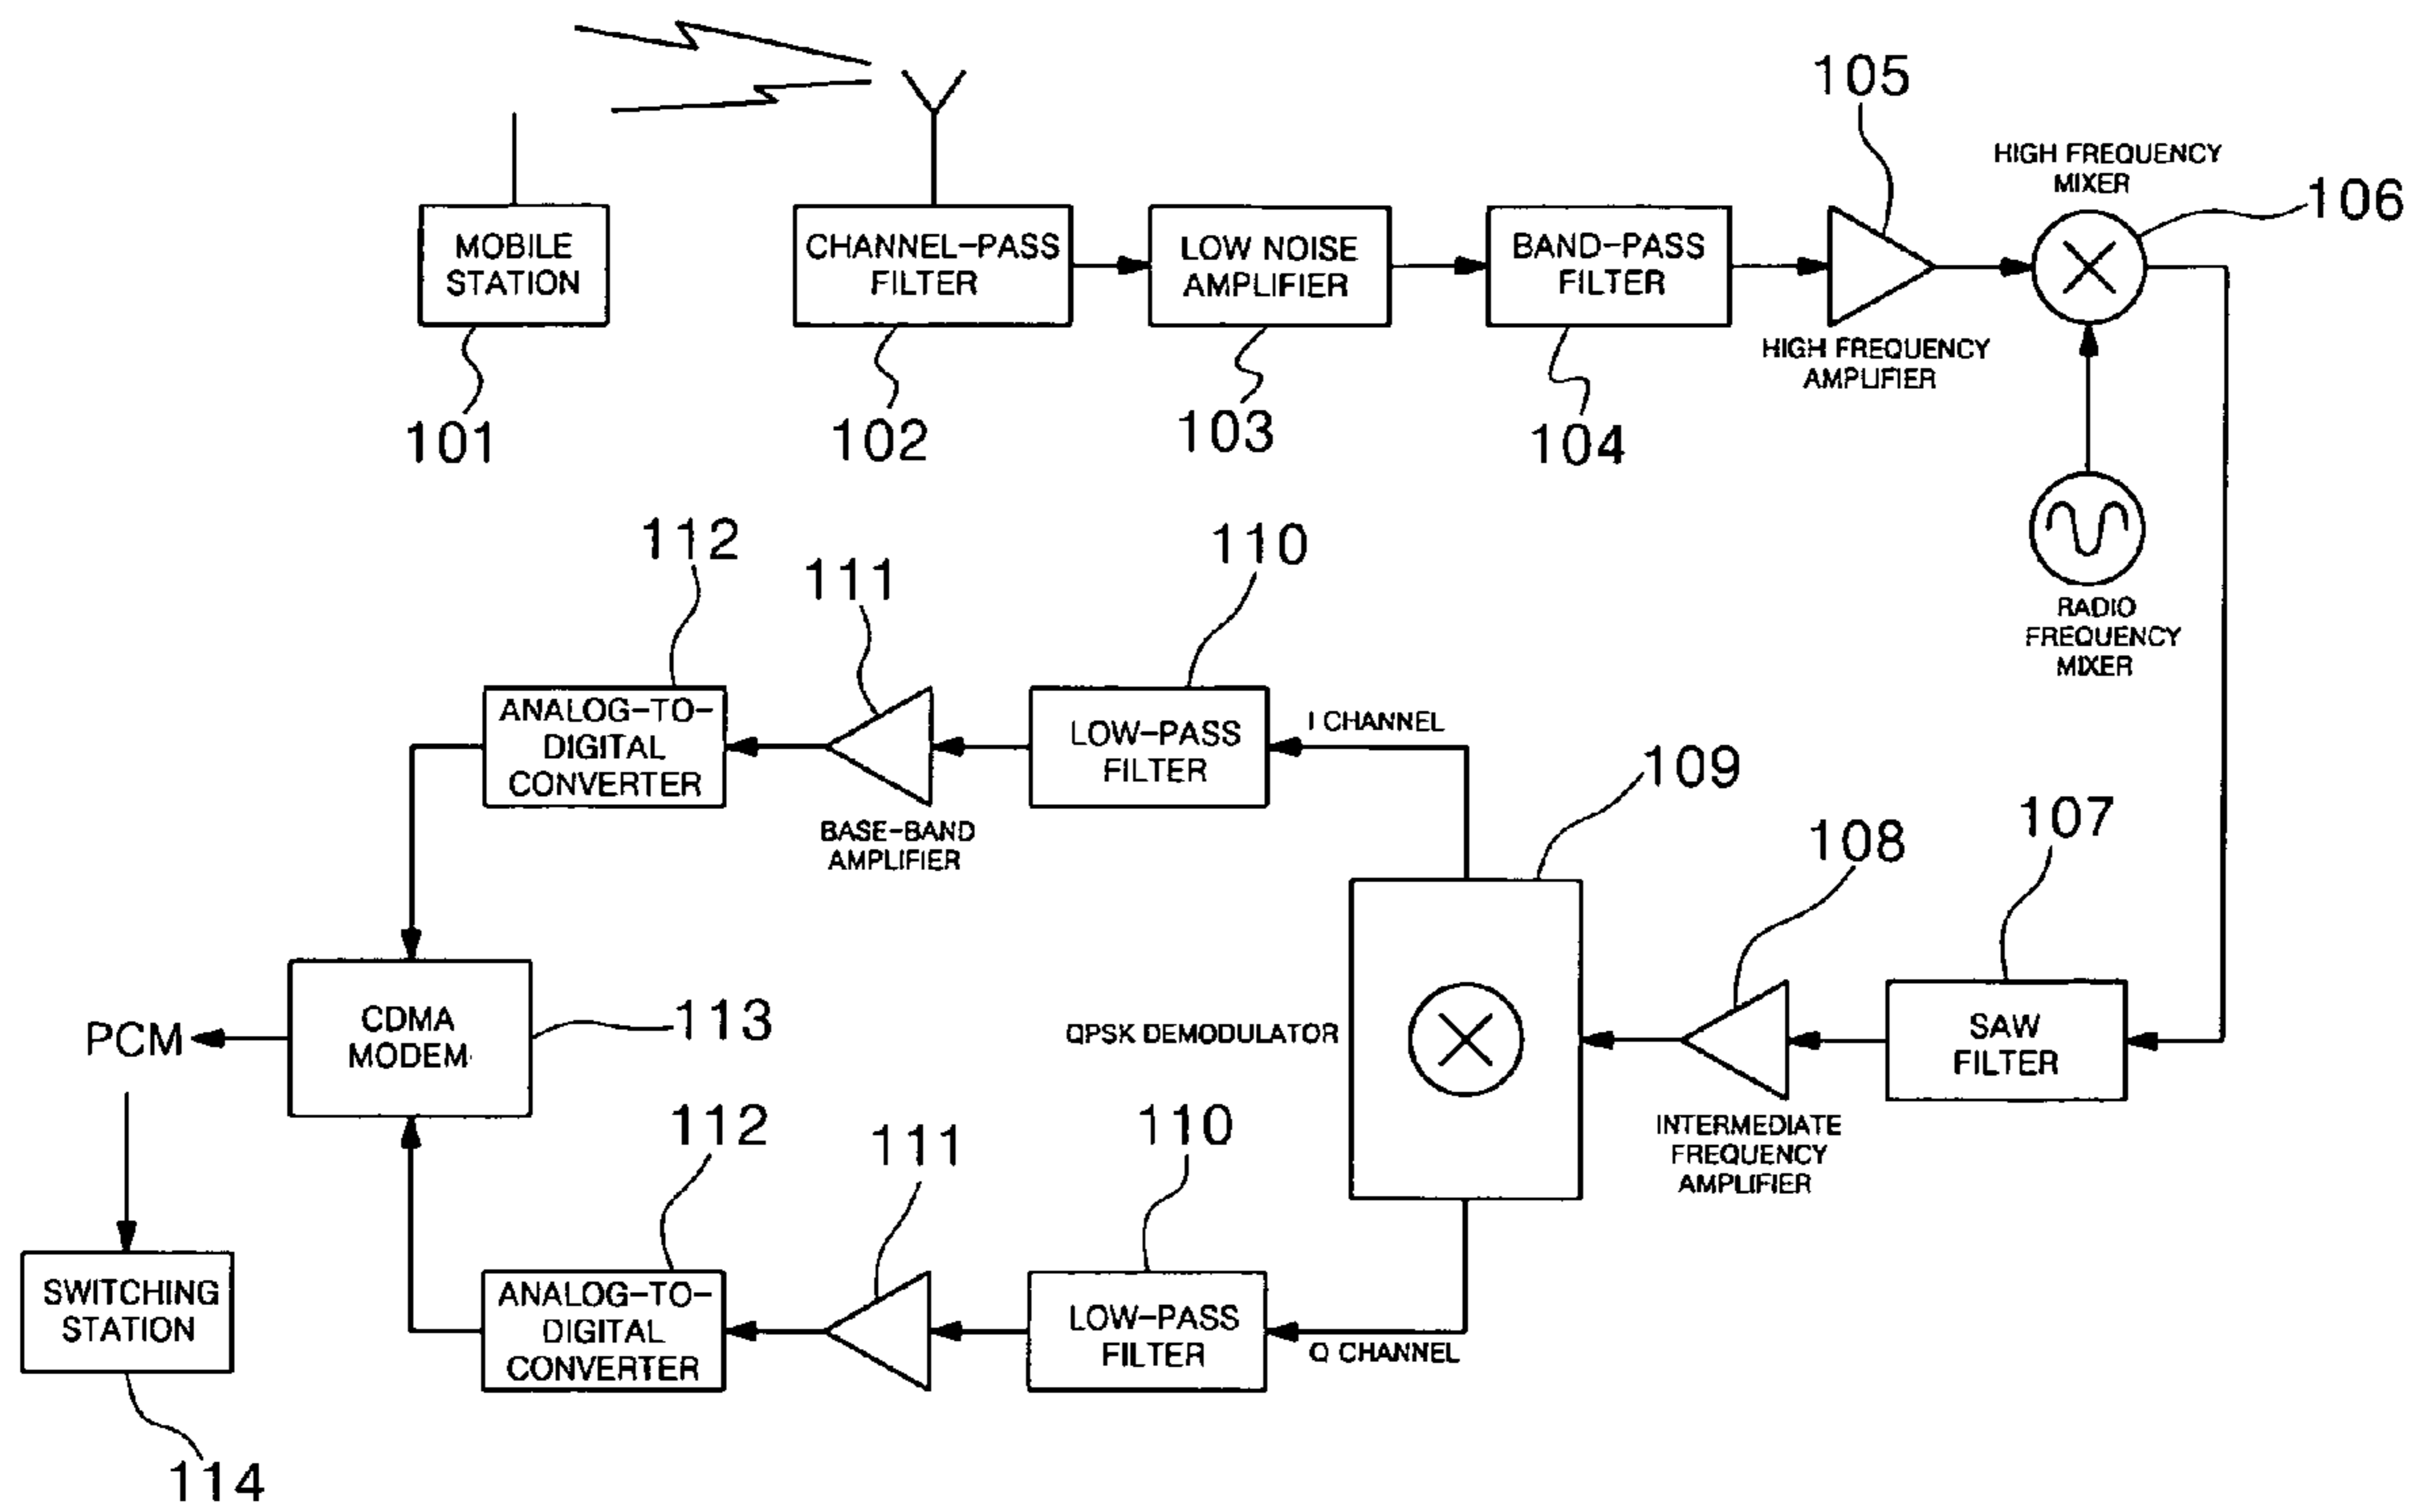 105
HIGH FREQUENCY
MIXER
106
MOBILE
STATION
CHANNEL-PASS
FILTER
LOW NOISE
AMPLIFIER
BAND-PASS
FILTER
HIGH FREQUENCY
AMPLIFIER
101
102
103
104
RADIO
FREQUENCY
MIXER
112
111
110
ANALOG-TO-
DIGITAL
CONVERTER
LOW-PASS
FILTER
I CHANNEL
BASE-BAND
AMPLIFIER
109
108
107
PCM
CDMA
MODEM
113
QPSK DEMODULATOR
SAW
FILTER
INTERMEDIATE
FREQUENCY
AMPLIFIER
112
111
110
SWITCHING
STATION
ANALOG-TO-
DIGITAL
CONVERTER
LOW-PASS
FILTER
Q CHANNEL
114